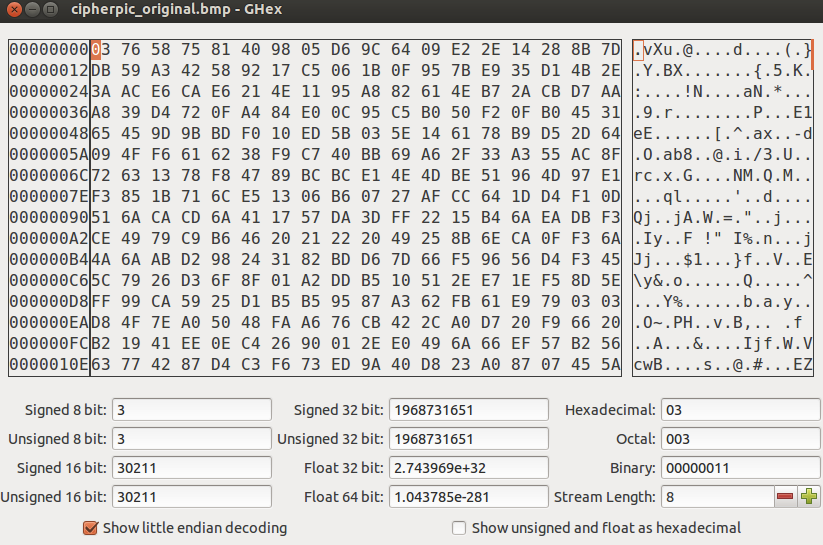 cipherpic_original.bmp - GHex
00000000 03 76 58 75 81 40 98 05 D6 9C 64 09 E2 2E 14 28 8B 7D .vXu.@....d....(.}
00000012 DB 59 A3 42 58 92 17 C5 06 1B 0F 95 7B E9 35 D1 4B 2E .Y.BX.......{.5.K.
00000024 3A AC E6 CA E6 21 4E 11 95 A8 82 61 4E B7 2A CB D7 AA :....!N....aN.*...
00000036 A8 39 D4 72 0F A4 84 E0 0C 95 C5 B0 50 F2 0F B0 45 31 .9.r........P...E1
00000048 65 45 9D 9B BD F0 10 ED 5B 03 5E 14 61 78 B9 D5 2D 64 eE......[.^.ax..-d
0000005A 09 4F F6 61 62 38 F9 C7 40 BB 69 A6 2F 33 A3 55 AC 8F .O.ab8..@.i./3.U..
0000006C 72 63 13 78 F8 47 89 BC BC E1 4E 4D BE 51 96 4D 97 E1 rc.x.G....NM.Q.M..
0000007E F3 85 1B 71 6C E5 13 06 B6 07 27 AF CC 64 1D D4 F1 0D ...ql.....'..d....
00000090 51 6A CA CD 6A 41 17 57 DA 3D FF 22 15 B4 6A EA DB F3 Qj..jA.W.=."..j...
000000A2 CE 49 79 C9 B6 46 20 21 22 20 49 25 8B 6E CA 0F F3 6A .Iy..F !" I%.n...j
000000B4 4A 6A AB D2 98 24 31 82 BD D6 7D 66 F5 96 56 D4 F3 45 Jj...$1...}f..V..E
000000C6 5C 79 26 D3 6F 8F 01 A2 DD B5 10 51 2E E7 1E F5 8D 5E \y&.o......Q.....^
000000D8 FF 99 CA 59 25 D1 B5 B5 95 87 A3 62 FB 61 E9 79 03 03 ...Y%......b.a.y..
000000EA D8 4F 7E A0 50 48 FA A6 76 CB 42 2C A0 D7 20 F9 66 20 .O~.PH..v.B,.. .f
000000FC B2 19 41 EE 0E C4 26 90 01 2E E0 49 6A 66 EF 57 B2 56 ..A...&....Ijf.W.V
0000010E 63 77 42 87 D4 C3 F6 73 ED 9A 40 D8 23 A0 87 07 45 5A cwB....s..@.#...EZ
Signed 8 bit: 3 Signed 32 bit: 1968731651 Hexadecimal: 03
Unsigned 8 bit: 3 Unsigned 32 bit: 1968731651 Octal: 003
Signed 16 bit: 30211 Float 32 bit: 2.743969e+32 Binary: 00000011
Unsigned 16 bit: 30211 Float 64 bit: 1.043785e-281 Stream Length: 8
Show little endian decoding Show unsigned and float as hexadecimal